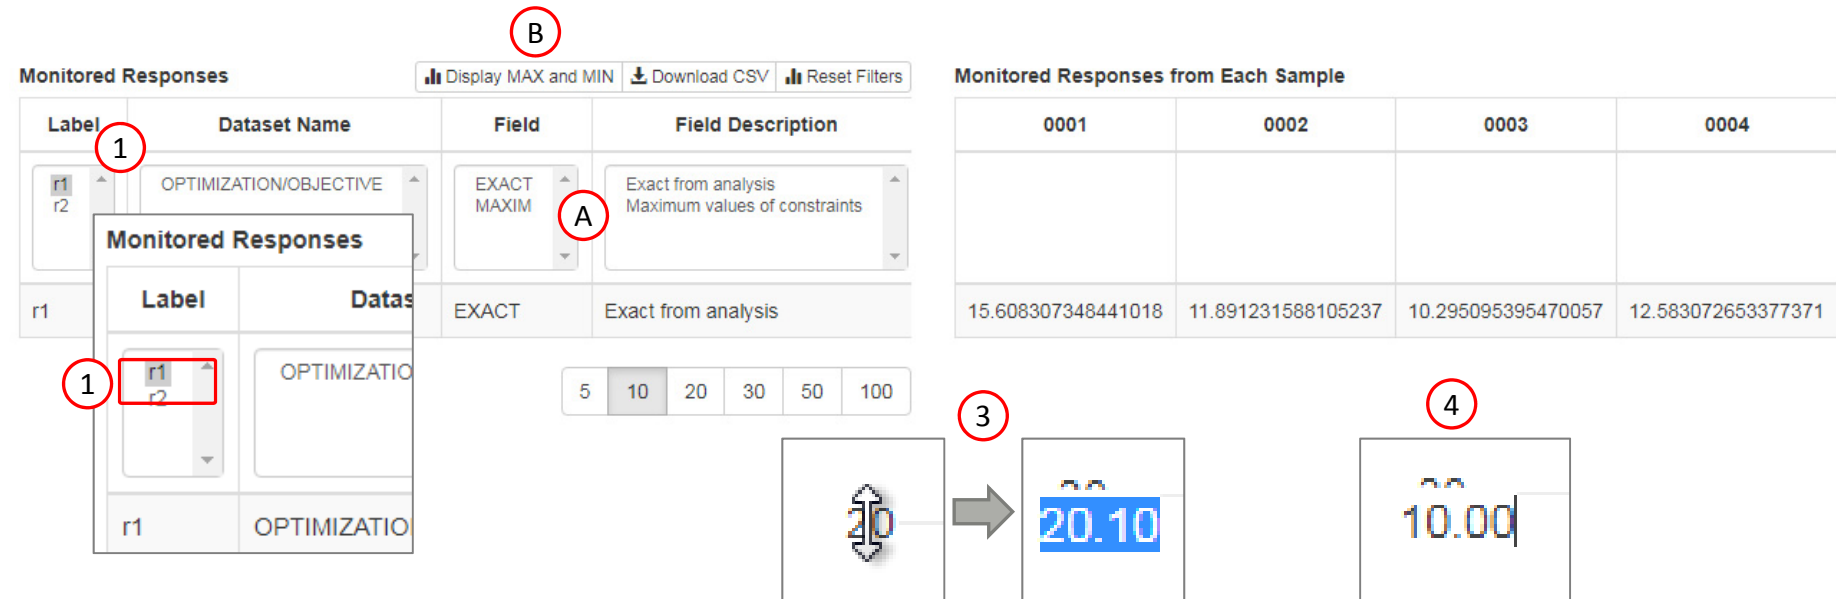 B
Monitored Responses
Display MAX and MIN
Download CSV
Reset Filters
Monitored Responses from Each Sample
Label
Dataset Name
Field
Field Description
0001
0002
0003
0004
1
r1
r2
OPTIMIZATION/OBJECTIVE
EXACT
MAXIM
A
Exact from analysis
Maximum values of constraints
r1
EXACT
Exact from analysis
15.608307348441018
11.891231588105237
10.295095395470057
12.583072653377371
Monitored Responses
Label
Datas
1
r1
r2
OPTIMIZATIO
r1
OPTIMIZATIO
5
10
20
30
50
100
3
20
20.10
4
10.00